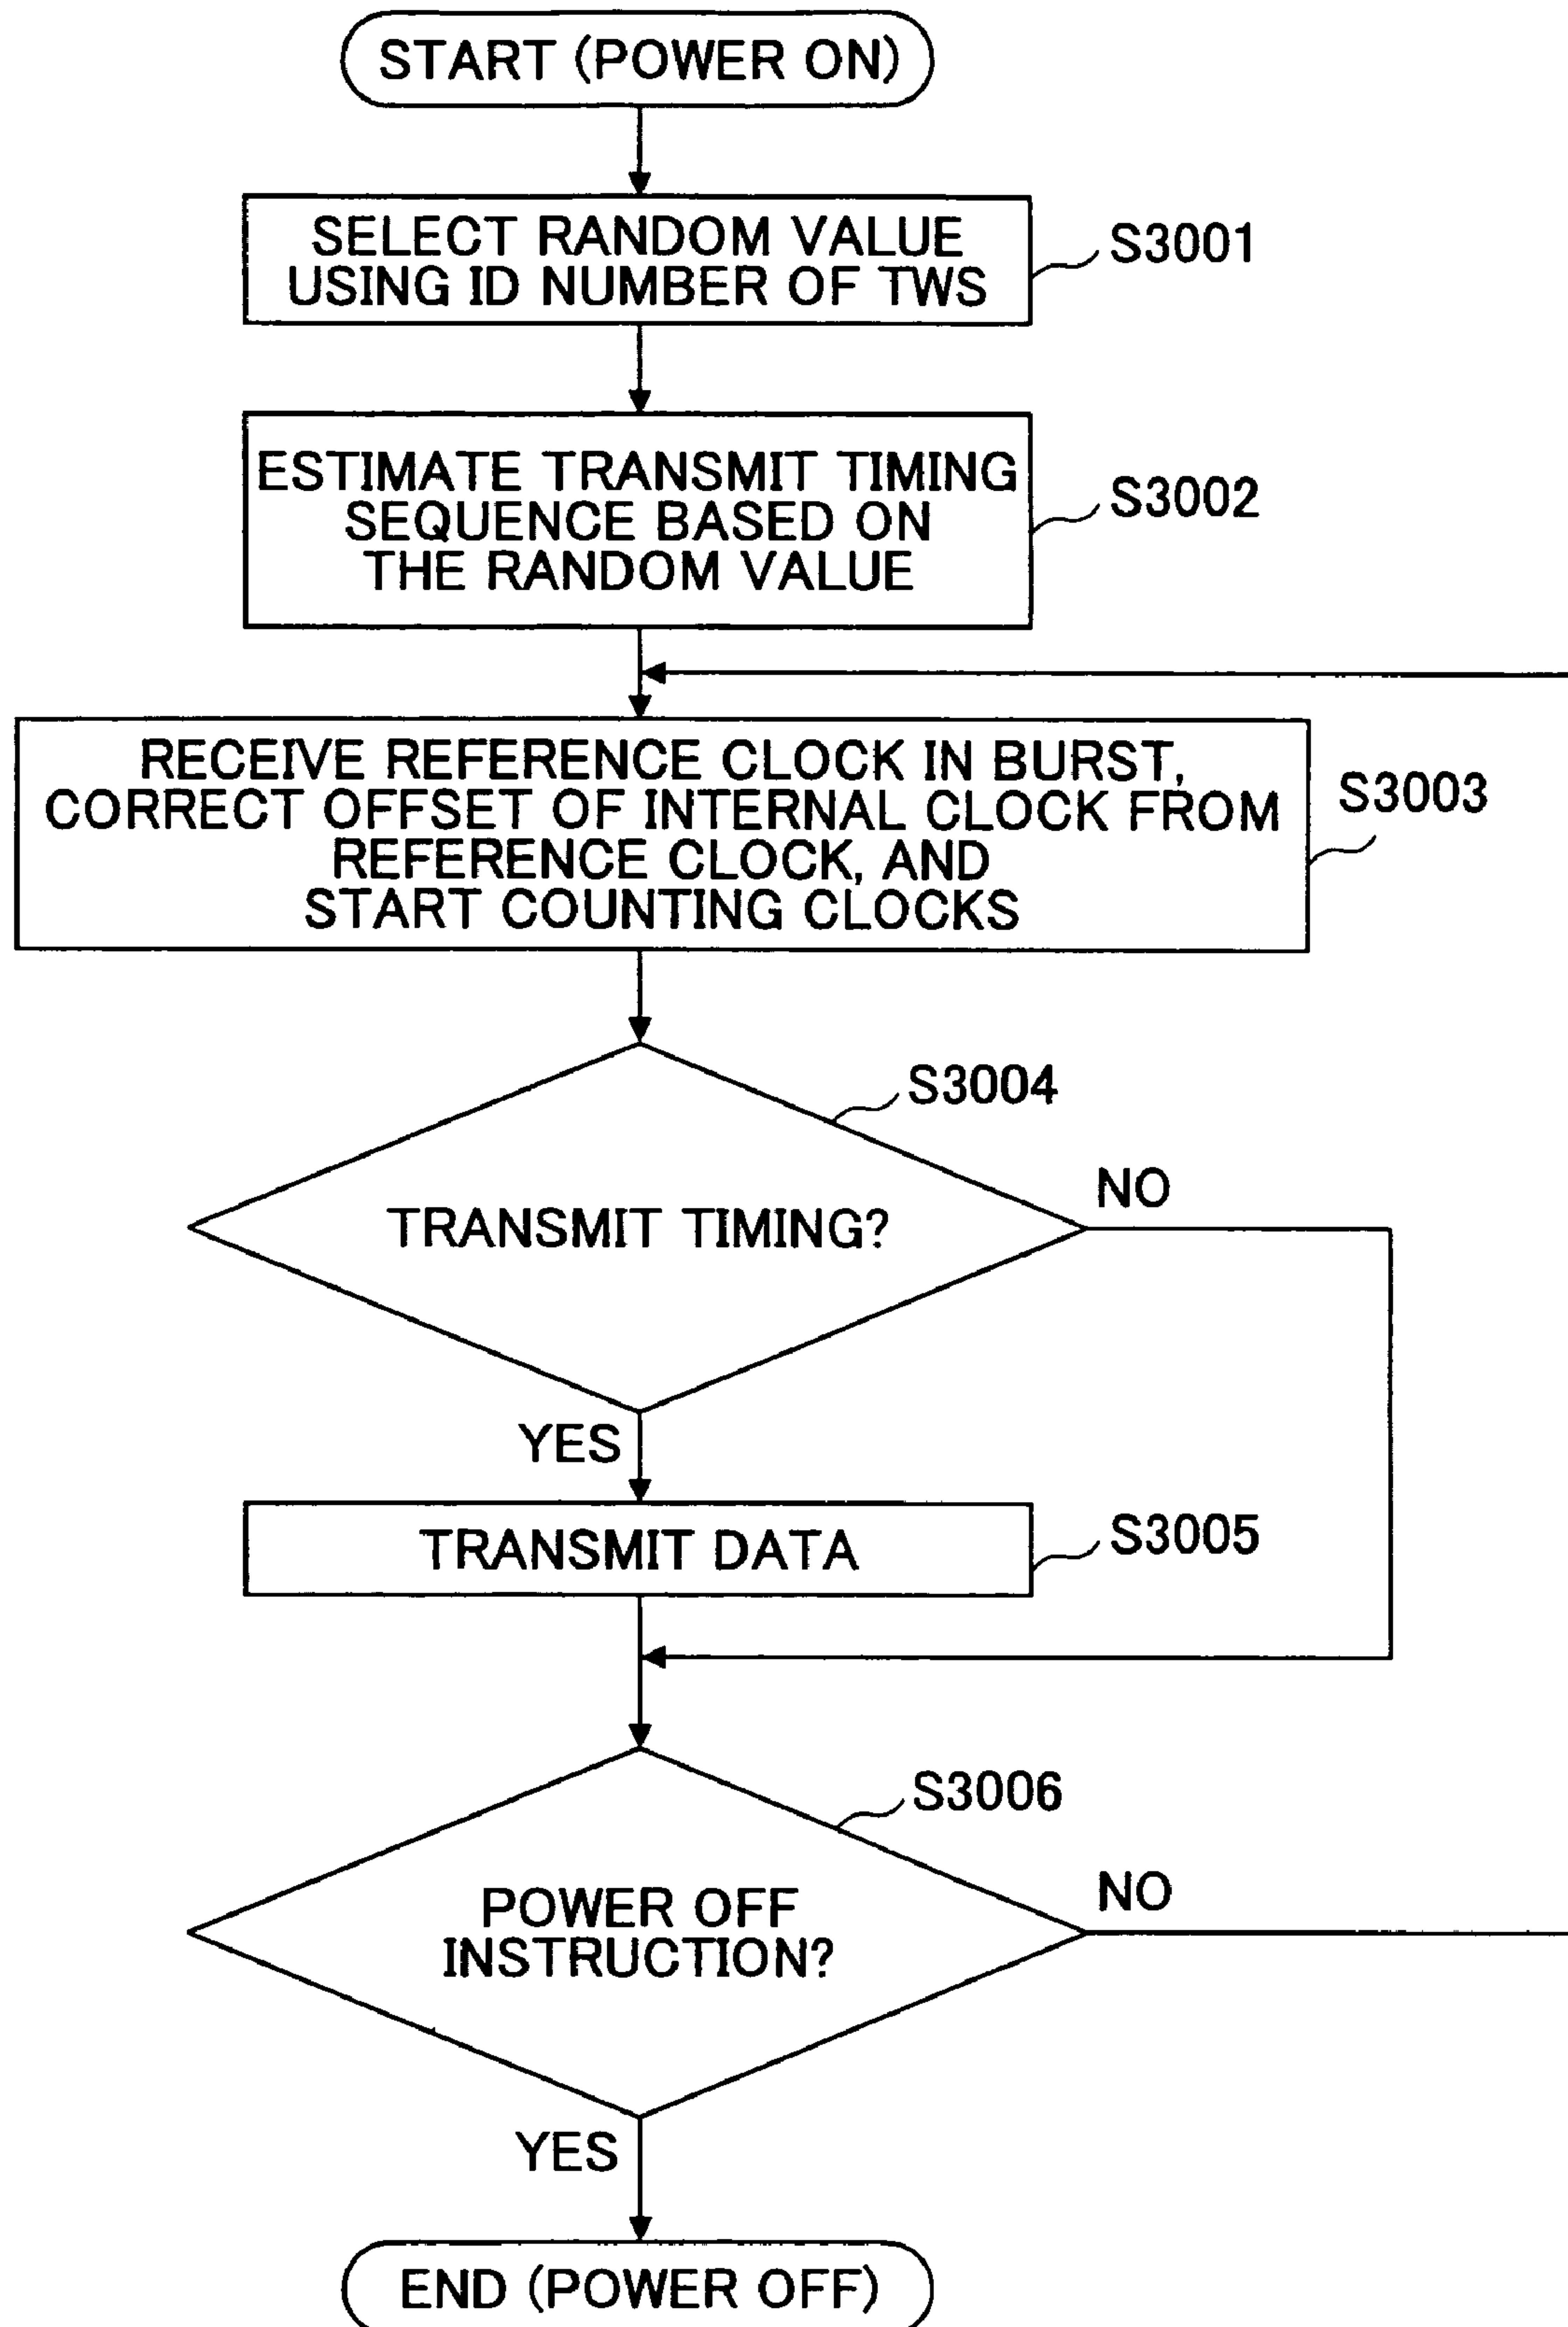 START (POWER ON)
SELECT RANDOM VALUE
USING ID NUMBER OF TWS
S3001
ESTIMATE TRANSMIT TIMING
SEQUENCE BASED ON
THE RANDOM VALUE
S3002
RECEIVE REFERENCE CLOCK IN BURST,
CORRECT OFFSET OF INTERNAL CLOCK FROM
REFERENCE CLOCK, AND
START COUNTING CLOCKS
S3003
S3004
TRANSMIT TIMING?
NO
YES
TRANSMIT DATA
S3005
S3006
POWER OFF
INSTRUCTION?
NO
YES
END (POWER OFF)